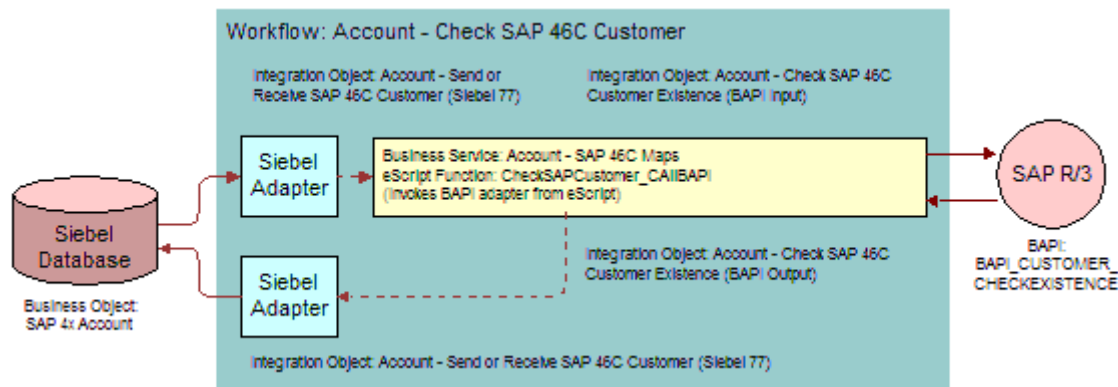 Workflow: Account - Check SAP 46C Customer
Integration Object: Account - Send or
Receive SAP 46C Customer (Siebel 77)
Integration Object: Account - Check SAP 46C
Customer Existence (BAPI Input)
Siebel
Adapter
Business Service: Account - SAP 46C Maps
eScript Function: CheckSAPCustomer_CAllBAPI
(Invokes BAPI adapter from eScript)
SAP R/3
Siebel
Database
Siebel
Adapter
Integration Object: Account - Check SAP 46C
Customer Existence (BAPI Output)
BAPI:
BAPI_CUSTOMER_
CHECKEXISTENCE
Business Object:
SAP 4x Account
Integration Object: Account - Send or Receive SAP 46C Customer (Siebel 77)